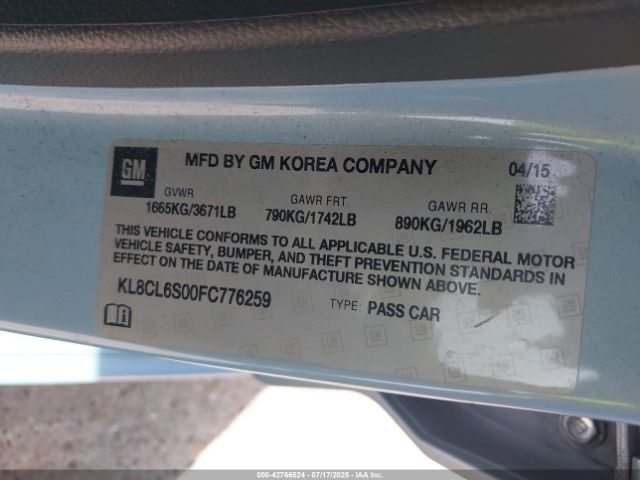 GM
MFD BY GM KOREA COMPANY
04/15
GVWR
GAWR FRT.
GAWR RR.
1665KG/3671LB
790KG/1742LB
890KG/1962LB
THIS VEHICLE CONFORMS TO ALL APPLICABLE U.S. FEDERAL MOTOR
VEHICLE SAFETY, BUMPER, AND THEFT PREVENTION STANDARDS IN
EFFECT ON THE DATE OF MANUFACTURE SHOWN ABOVE.
KL8CL6S00FC776259
TYPE: PASS CAR
000-42766524 07/17/2025 IAA, Inc.